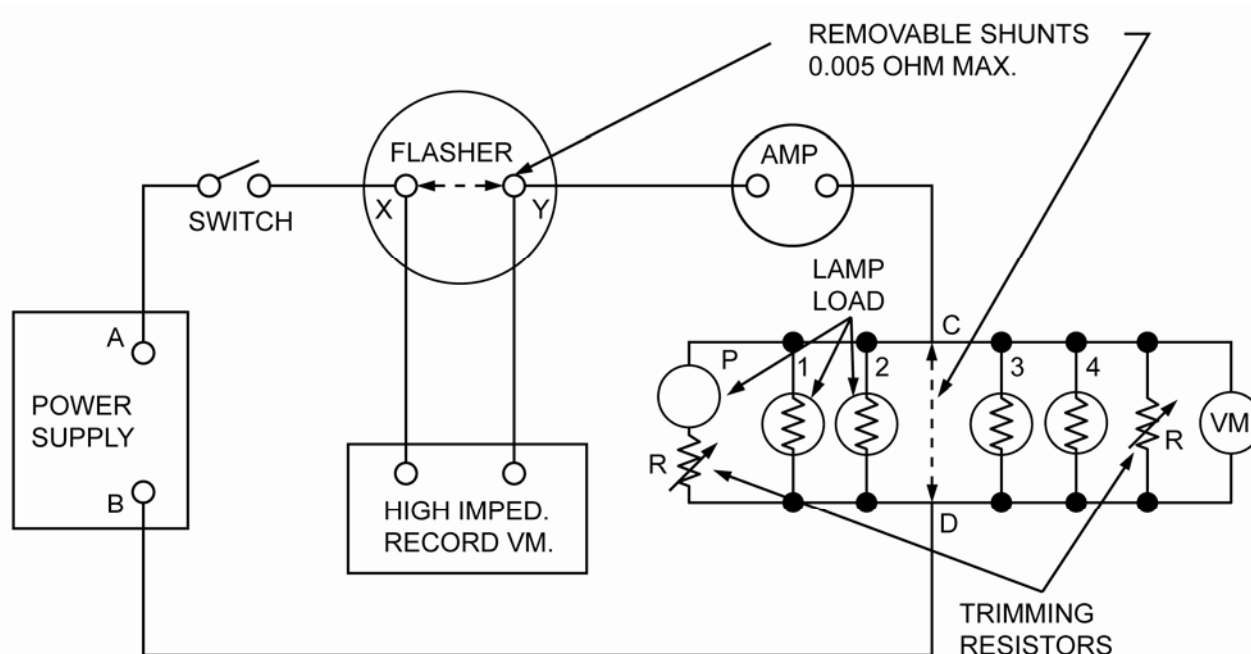 REMOVABLE SHUNTS
0.005 OHM MAX.
FLASHER
X
Y
AMP
SWITCH
LAMP
LOAD
A
POWER
SUPPLY
B
HIGH IMPED.
RECORD VM.
C
P
1
2
3
4
R
R
VM
D
TRIMMING
RESISTORS